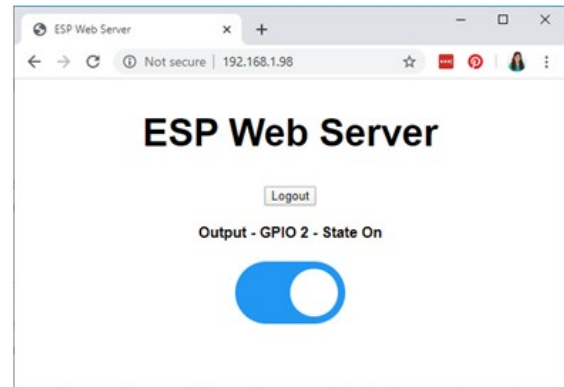 ESP Web Server
Not secure | 192.168.1.98
ESP Web Server
Logout
Output - GPIO 2 - State On